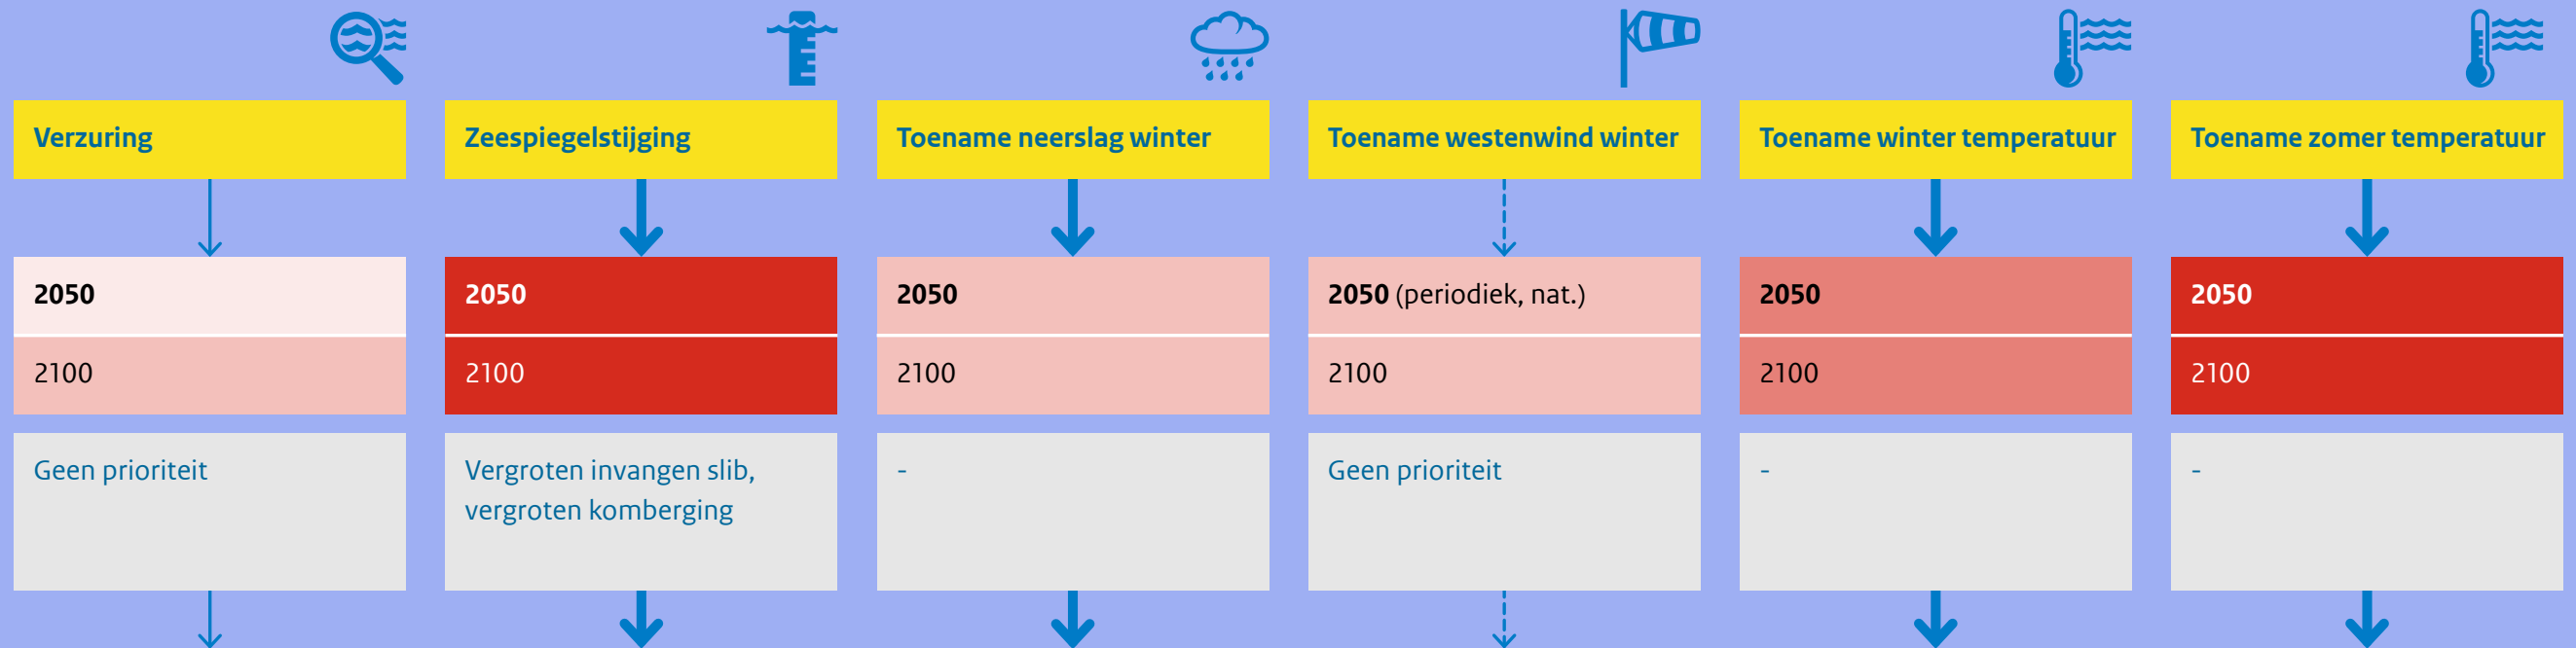 Verzuring
Zeespiegelstijging
Toename neerslag winter
Toename westenwind winter
Toename winter temperatuur
Toename zomer temperatuur
2050
2050
2050
2050 (periodiek, nat.)
2050
2050
2100
2100
2100
2100
2100
2100
Geen prioriteit
Vergroten invangen slib,
vergroten komberging
-
Geen prioriteit
-
-